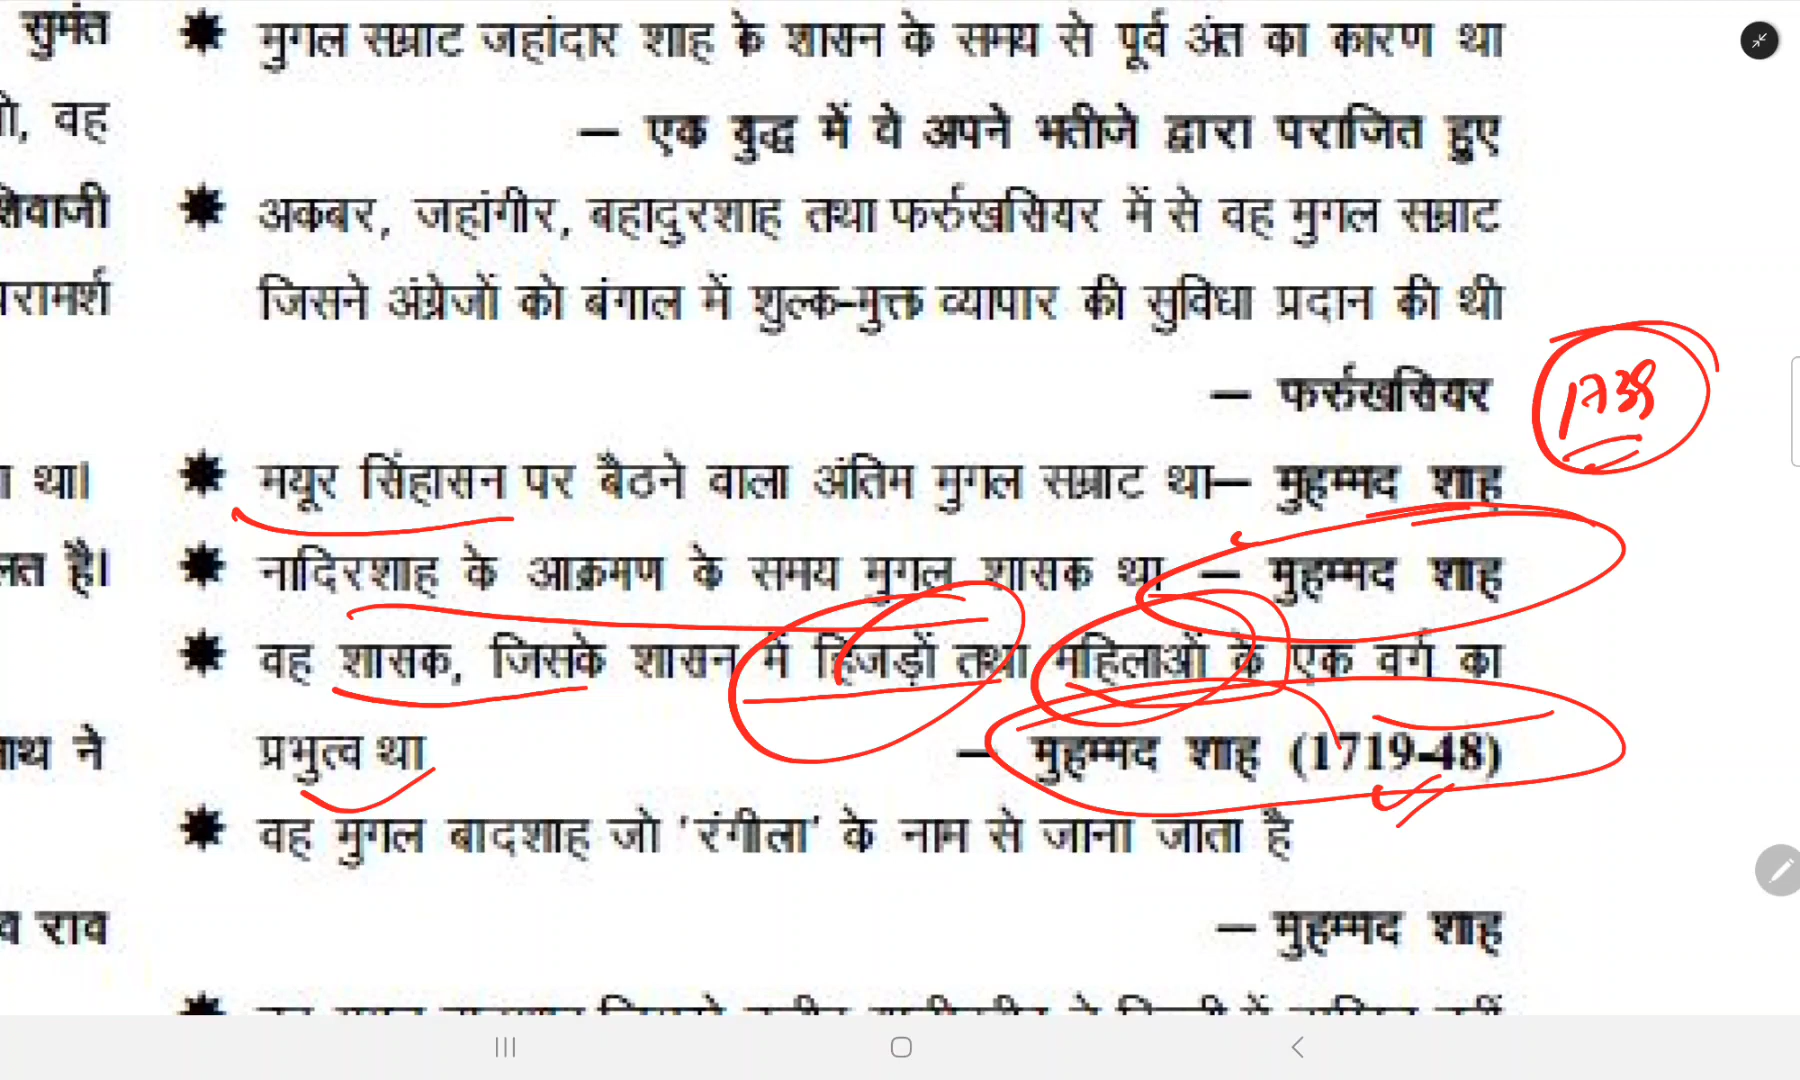 सुमंत
मुगल सम्राट जहांदार शाह के शासन के समय से पूर्व अंत का कारण था
वह
— एक युद्ध में वे अपने भतीजे द्वारा पराजित हुए
शिवाजी
अकबर, जहांगीर, बहादुरशाह तथा फर्रुखसियर में से वह मुगल सम्राट
परामर्श
जिसने अंग्रेजों को बंगाल में शुल्क-मुक्त व्यापार की सुविधा प्रदान की थी
— फर्रुखसियर
था।
मयूर सिंहासन पर बैठने वाला अंतिम मुगल सम्राट था— मुहम्मद शाह
है।
नादिरशाह के आक्रमण के समय मुगल शासक था — मुहम्मद शाह
वह शासक, जिसके शासन में हिजड़ों तथा महिलाओं के एक वर्ग का
ने
प्रभुत्व था — मुहम्मद शाह (1719-48)
वह मुगल बादशाह जो 'रंगीला' के नाम से जाना जाता है
राव
— मुहम्मद शाह